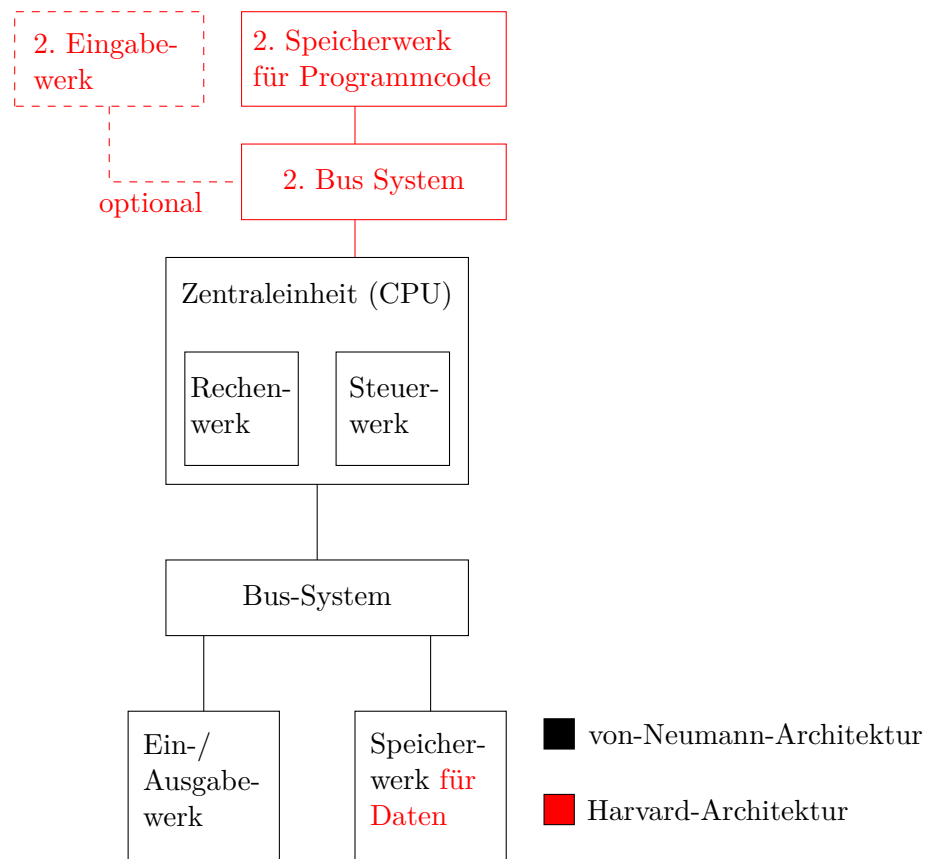 2. Eingabe-
werk
2. Speicherwerk
für Programmcode
2. Bus System
optional
Zentraleinheit (CPU)
Rechen-
werk
Steuer-
werk
Bus-System
Ein-/
Ausgabe-
werk
Speicher-
werk für
Daten
von-Neumann-Architektur
Harvard-Architektur